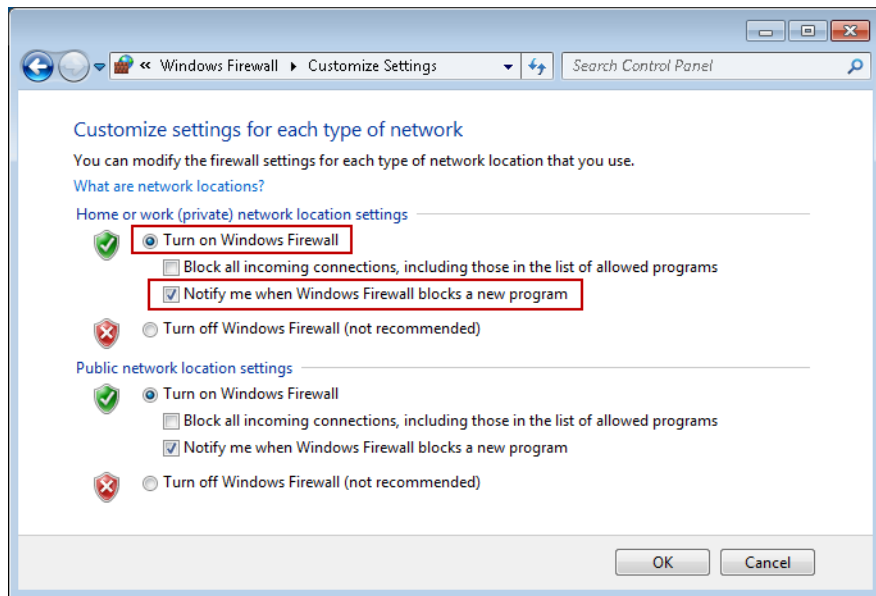 « Windows Firewall ▸ Customize Settings Search Control Panel
Customize settings for each type of network
You can modify the firewall settings for each type of network location that you use.
What are network locations?
Home or work (private) network location settings
Turn on Windows Firewall
Block all incoming connections, including those in the list of allowed programs
Notify me when Windows Firewall blocks a new program
Turn off Windows Firewall (not recommended)
Public network location settings
Turn on Windows Firewall
Block all incoming connections, including those in the list of allowed programs
Notify me when Windows Firewall blocks a new program
Turn off Windows Firewall (not recommended)
OK Cancel